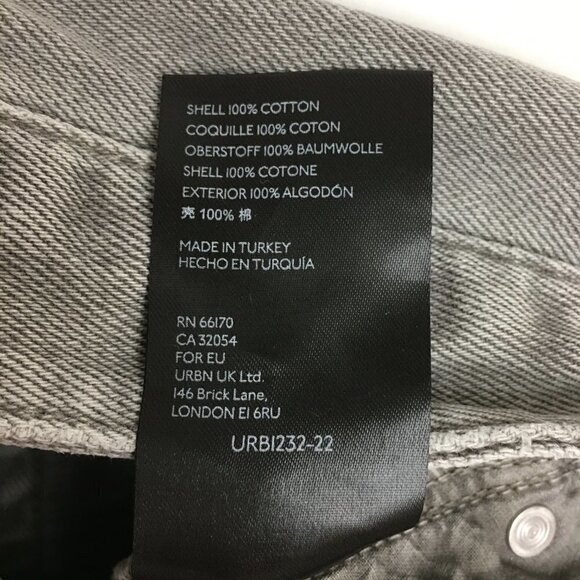 SHELL 100% COTTON
COQUILLE 100% COTON
OBERSTOFF 100% BAUMWOLLE
SHELL 100% COTONE
EXTERIOR 100% ALGODÓN
壳 100% 棉
MADE IN TURKEY
HECHO EN TURQUÍA
RN 66170
CA 32054
FOR EU
URBN UK Ltd.
146 Brick Lane,
LONDON E1 6RU
URB1232-22